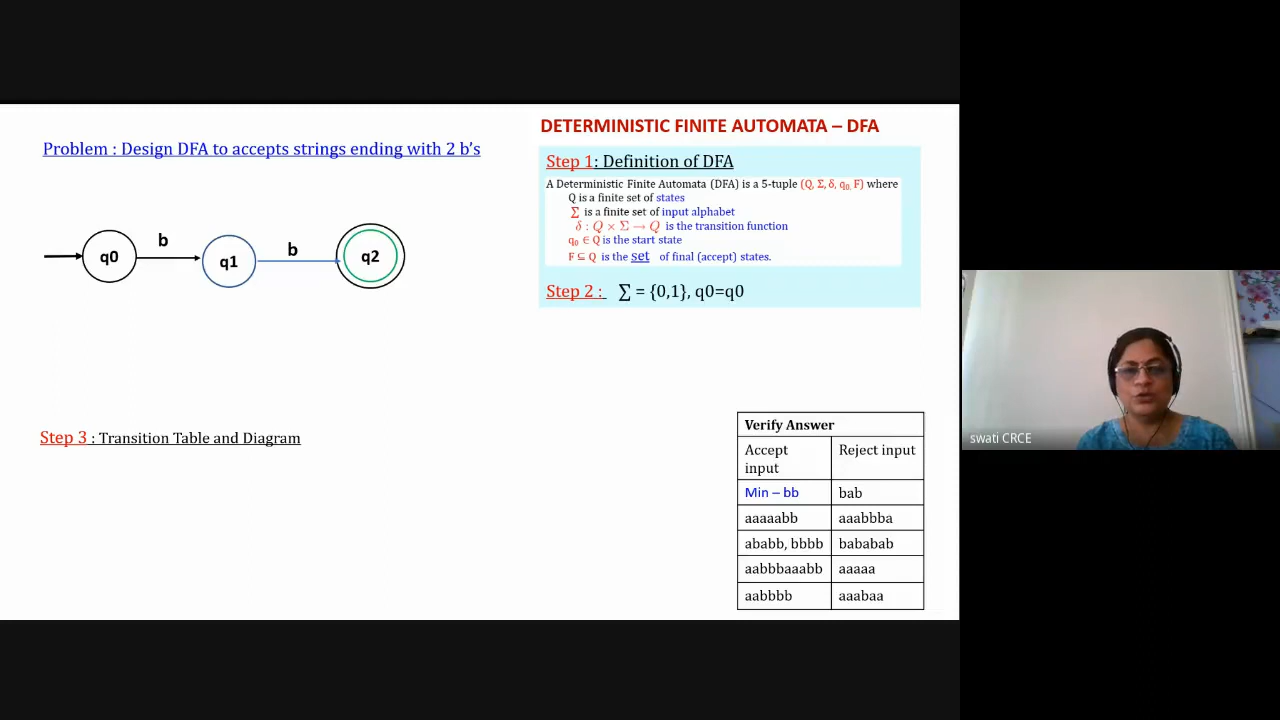 DETERMINISTIC FINITE AUTOMATA – DFA
Problem : Design DFA to accepts strings ending with 2 b’s
q0
b
q1
b
q2
Step 1: Definition of DFA
A Deterministic Finite Automata (DFA) is a 5-tuple (Q, Σ, δ, q0, F) where
Q is a finite set of states
Σ is a finite set of input alphabet
δ : Q × Σ → Q is the transition function
q0 ∈ Q is the start state
F ⊆ Q is the set of final (accept) states.
Step 2 : ∑ = {0,1}, q0=q0
Step 3 : Transition Table and Diagram
Verify Answer
Accept input
Reject input
Min – bb
bab
aaaaabb
aaabbba
ababb, bbbb
bababab
aabbbaaabb
aaaaa
aabbbb
aaabaa
swati CRCE